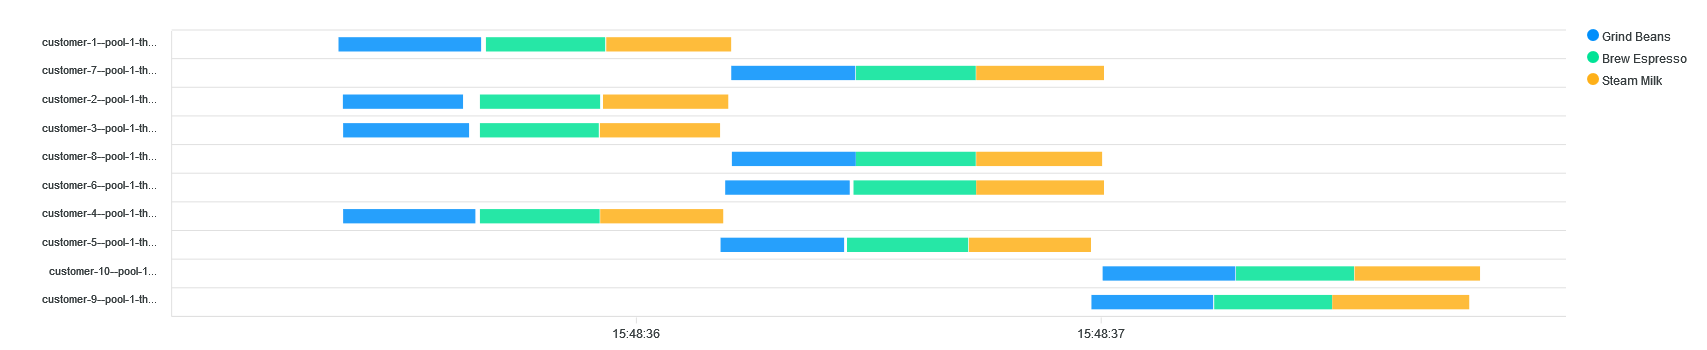 customer-1--pool-1-th...
customer-7--pool-1-th...
customer-2--pool-1-th...
customer-3--pool-1-th...
customer-8--pool-1-th...
customer-6--pool-1-th...
customer-4--pool-1-th...
customer-5--pool-1-th...
customer-10--pool-1...
customer-9--pool-1-th...
15:48:36
15:48:37
Grind Beans
Brew Espresso
Steam Milk